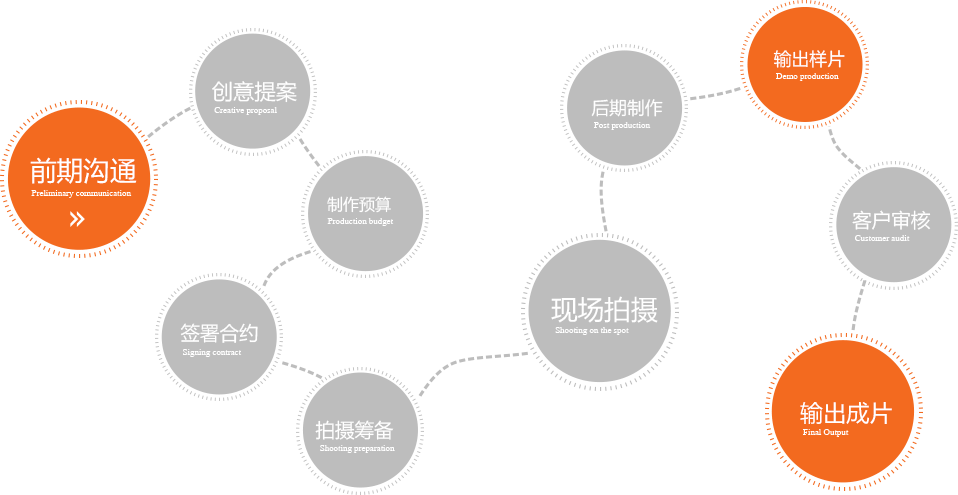 前期沟通
Preliminary communication
»
创意提案
Creative proposal
制作预算
Production budget
签署合约
Signing contract
拍摄筹备
Shooting preparation
现场拍摄
Shooting on the spot
后期制作
Post production
输出样片
Demo production
客户审核
Customer audit
输出成片
Final Output